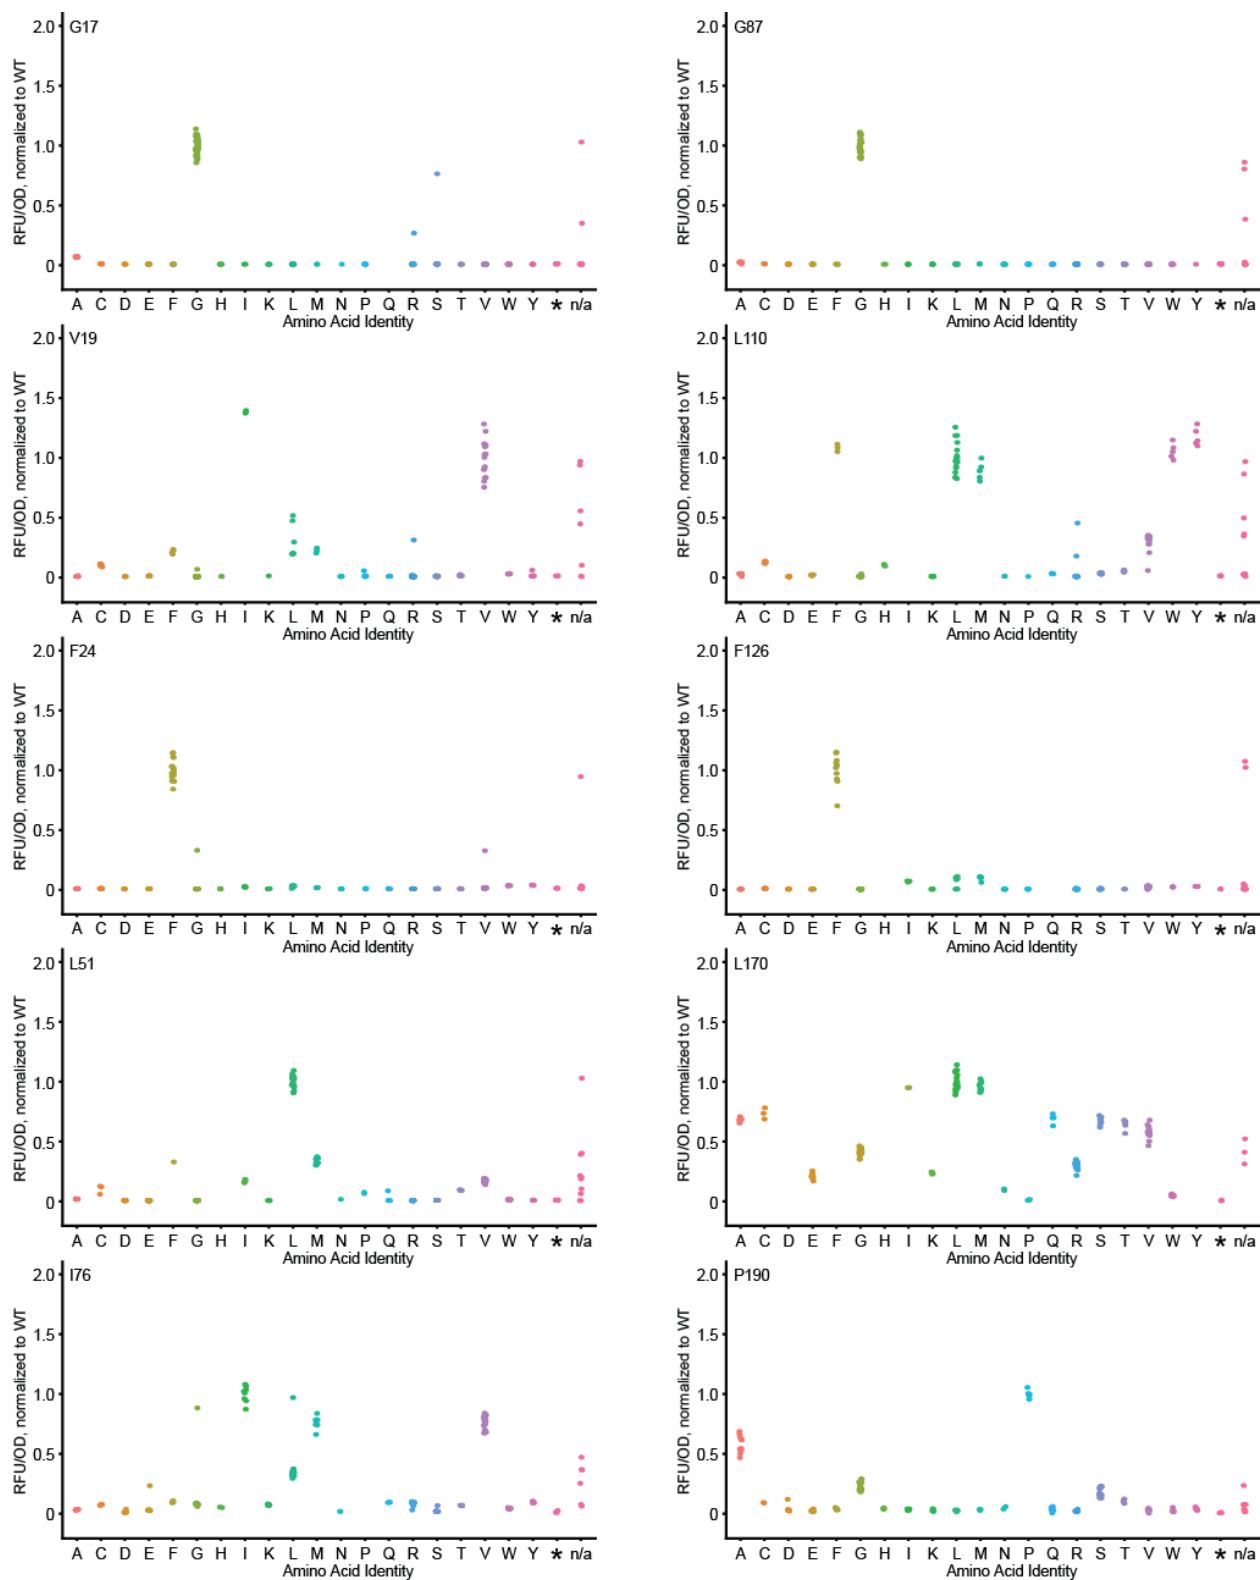 G17
2.0
1.5
1.0
0.5
0
RFU/OD, normalized to WT
A C D E F G H I K L M N P Q R S T V W Y * n/a
Amino Acid Identity
G87
2.0
1.5
1.0
0.5
0
RFU/OD, normalized to WT
A C D E F G H I K L M N P Q R S T V W Y * n/a
Amino Acid Identity
V19
2.0
1.5
1.0
0.5
0
RFU/OD, normalized to WT
A C D E F G H I K L M N P Q R S T V W Y * n/a
Amino Acid Identity
L110
2.0
1.5
1.0
0.5
0
RFU/OD, normalized to WT
A C D E F G H I K L M N P Q R S T V W Y * n/a
Amino Acid Identity
F24
2.0
1.5
1.0
0.5
0
RFU/OD, normalized to WT
A C D E F G H I K L M N P Q R S T V W Y * n/a
Amino Acid Identity
F126
2.0
1.5
1.0
0.5
0
RFU/OD, normalized to WT
A C D E F G H I K L M N P Q R S T V W Y * n/a
Amino Acid Identity
L51
2.0
1.5
1.0
0.5
0
RFU/OD, normalized to WT
A C D E F G H I K L M N P Q R S T V W Y * n/a
Amino Acid Identity
L170
2.0
1.5
1.0
0.5
0
RFU/OD, normalized to WT
A C D E F G H I K L M N P Q R S T V W Y * n/a
Amino Acid Identity
I76
2.0
1.5
1.0
0.5
0
RFU/OD, normalized to WT
A C D E F G H I K L M N P Q R S T V W Y * n/a
Amino Acid Identity
P190
2.0
1.5
1.0
0.5
0
RFU/OD, normalized to WT
A C D E F G H I K L M N P Q R S T V W Y * n/a
Amino Acid Identity